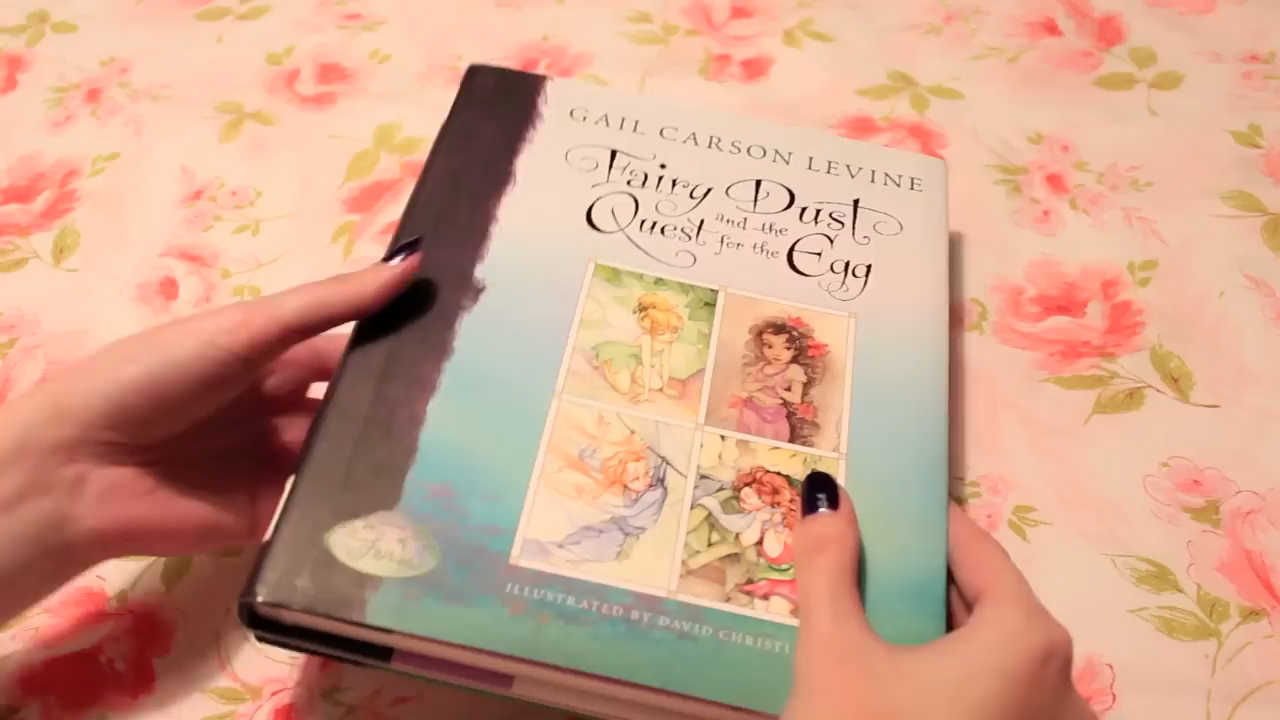 GAIL CARSON LEVINE
Fairy Dust
and the
Quest for the Egg
ILLUSTRATED BY DAVID CHRISTI